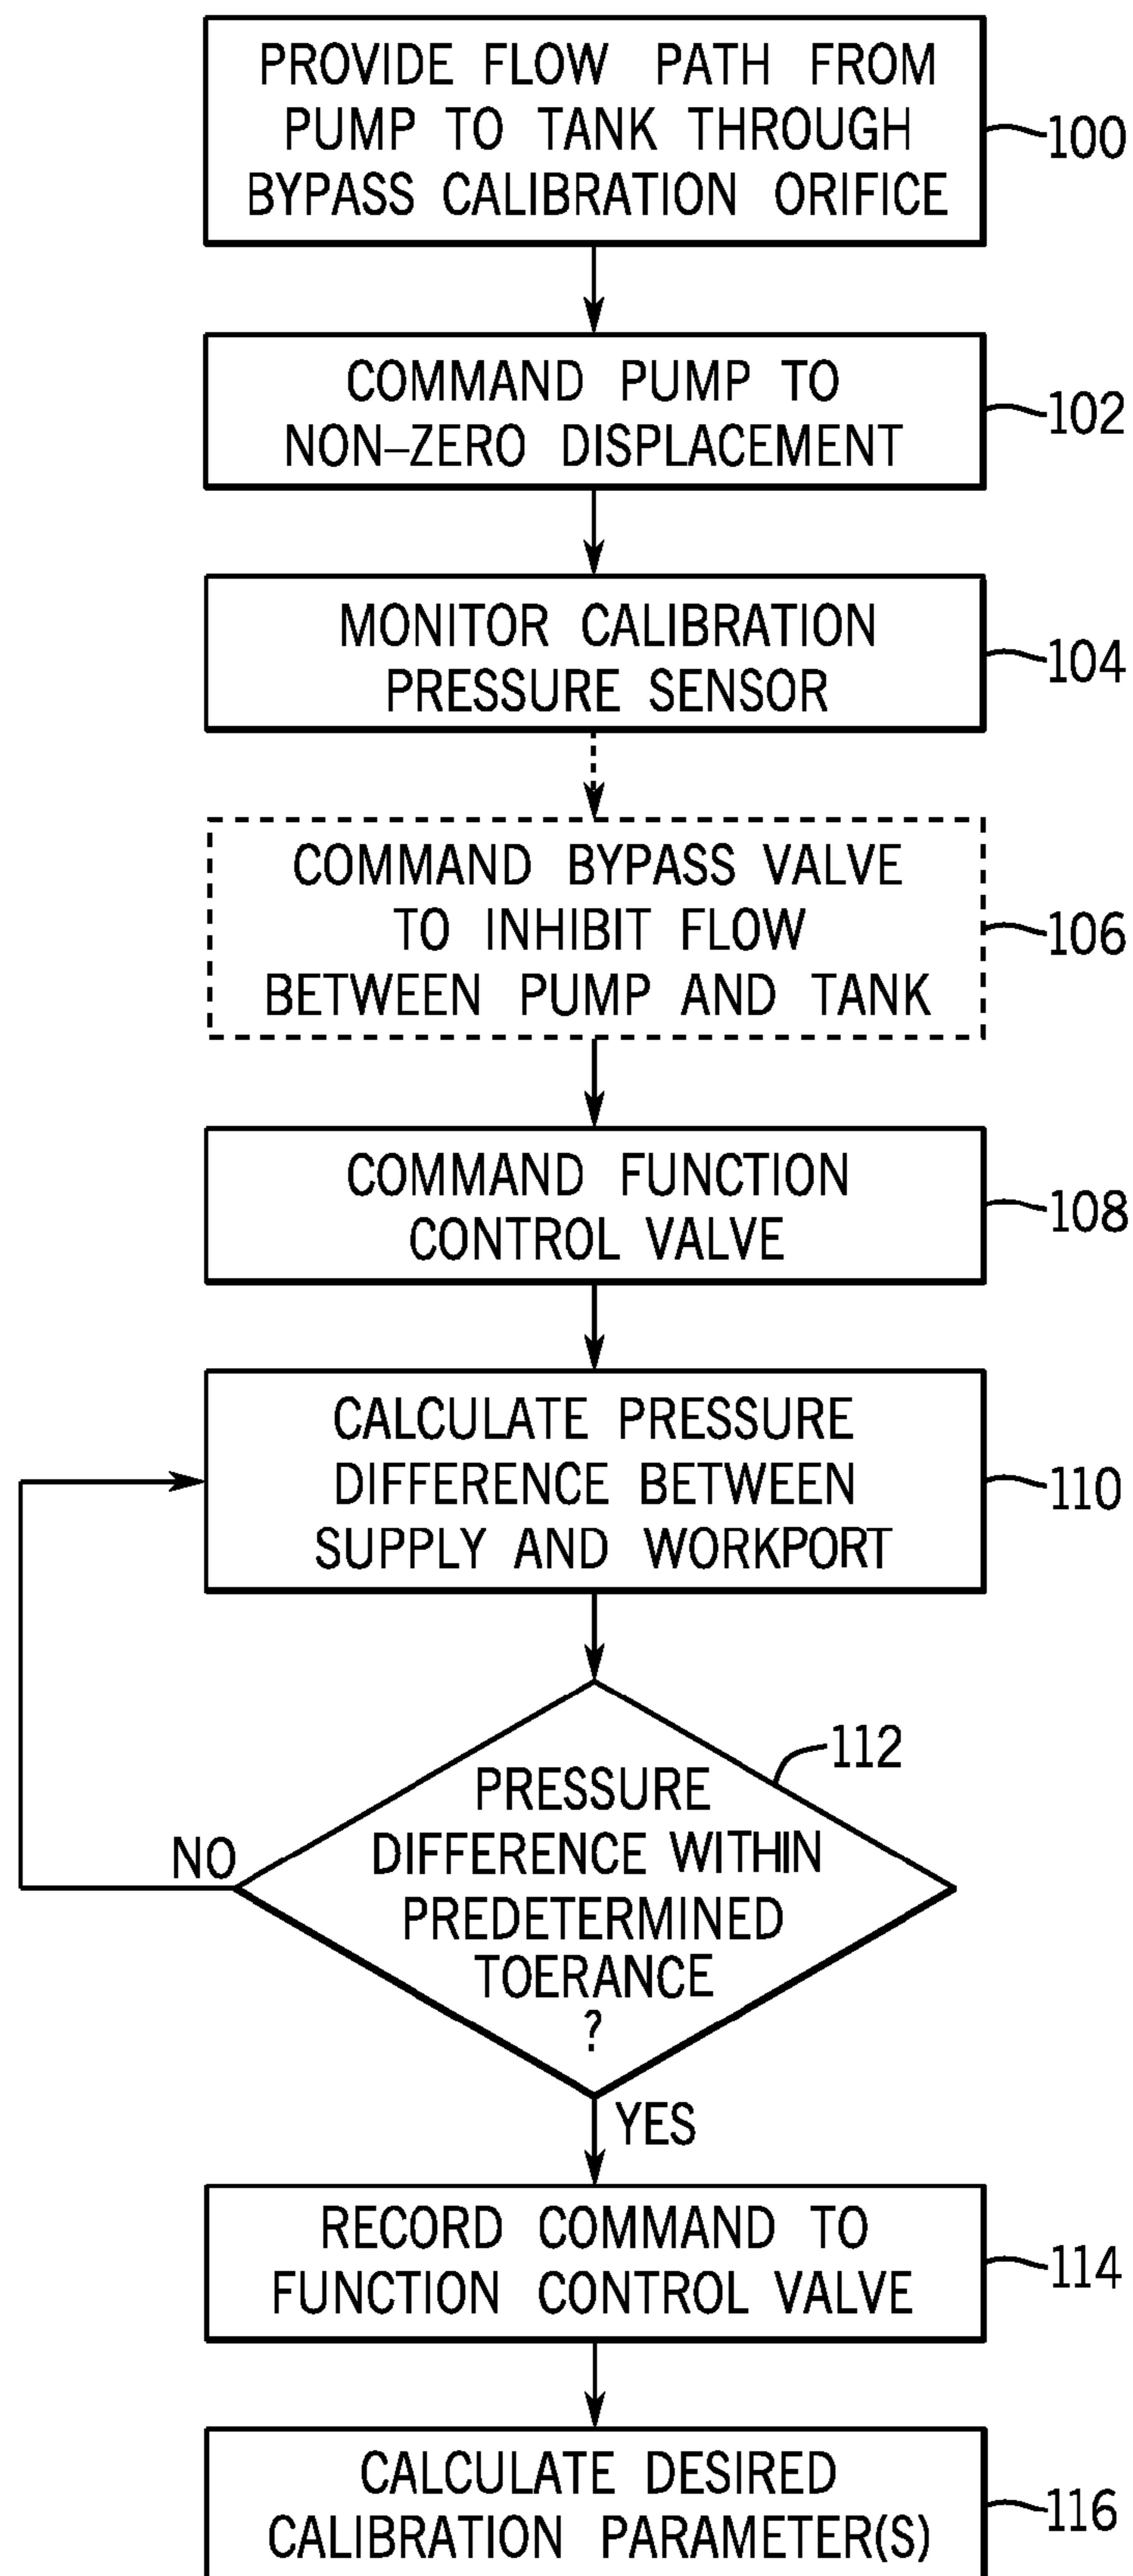 PROVIDE FLOW PATH FROM
PUMP TO TANK THROUGH
BYPASS CALIBRATION ORIFICE
100
COMMAND PUMP TO
NON-ZERO DISPLACEMENT
102
MONITOR CALIBRATION
PRESSURE SENSOR
104
COMMAND BYPASS VALVE
TO INHIBIT FLOW
BETWEEN PUMP AND TANK
106
COMMAND FUNCTION
CONTROL VALVE
108
CALCULATE PRESSURE
DIFFERENCE BETWEEN
SUPPLY AND WORKPORT
110
112
PRESSURE
DIFFERENCE WITHIN
PREDETERMINED
TOERANCE
?
NO
YES
RECORD COMMAND TO
FUNCTION CONTROL VALVE
114
CALCULATE DESIRED
CALIBRATION PARAMETER(S)
116